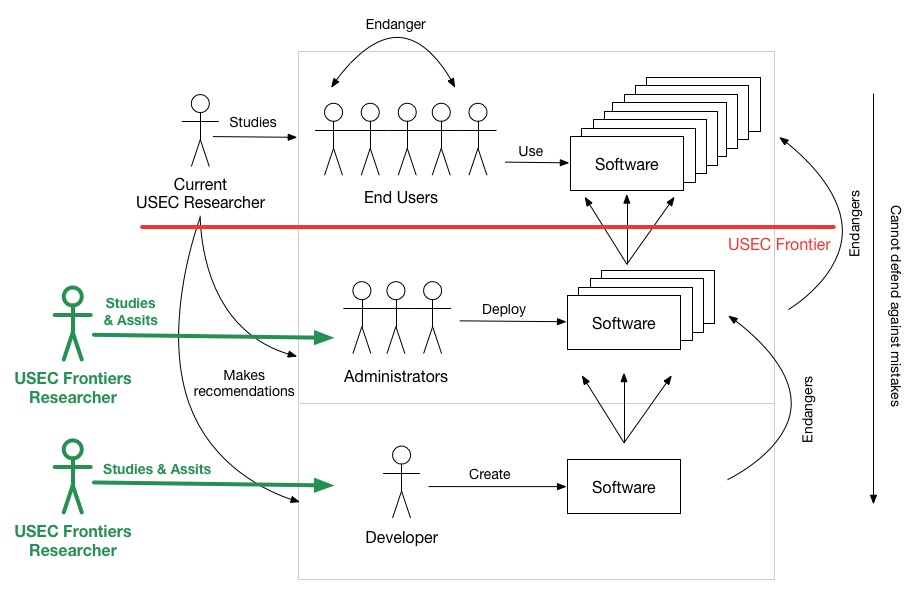 Endanger
Studies
Current
USEC Researcher
End Users
Use
Software
USEC Frontier
Endangers
Cannot defend against mistakes
Studies
& Assits
USEC Frontiers
Researcher
Makes
recomendations
Administrators
Deploy
Software
Endangers
Studies & Assits
USEC Frontiers
Researcher
Developer
Create
Software